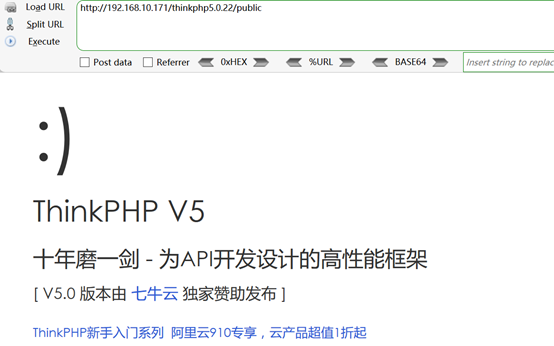 Load URL
http://192.168.10.171/thinkphp5.0.22/public
Split URL
Execute
Post data Referrer 0xHEX %URL BASE64 Insert string to replac
:)
ThinkPHP V5
十年磨一剑 - 为API开发设计的高性能框架
[ V5.0 版本由 七牛云 独家赞助发布 ]
ThinkPHP新手入门系列 阿里云910专享，云产品超值1折起